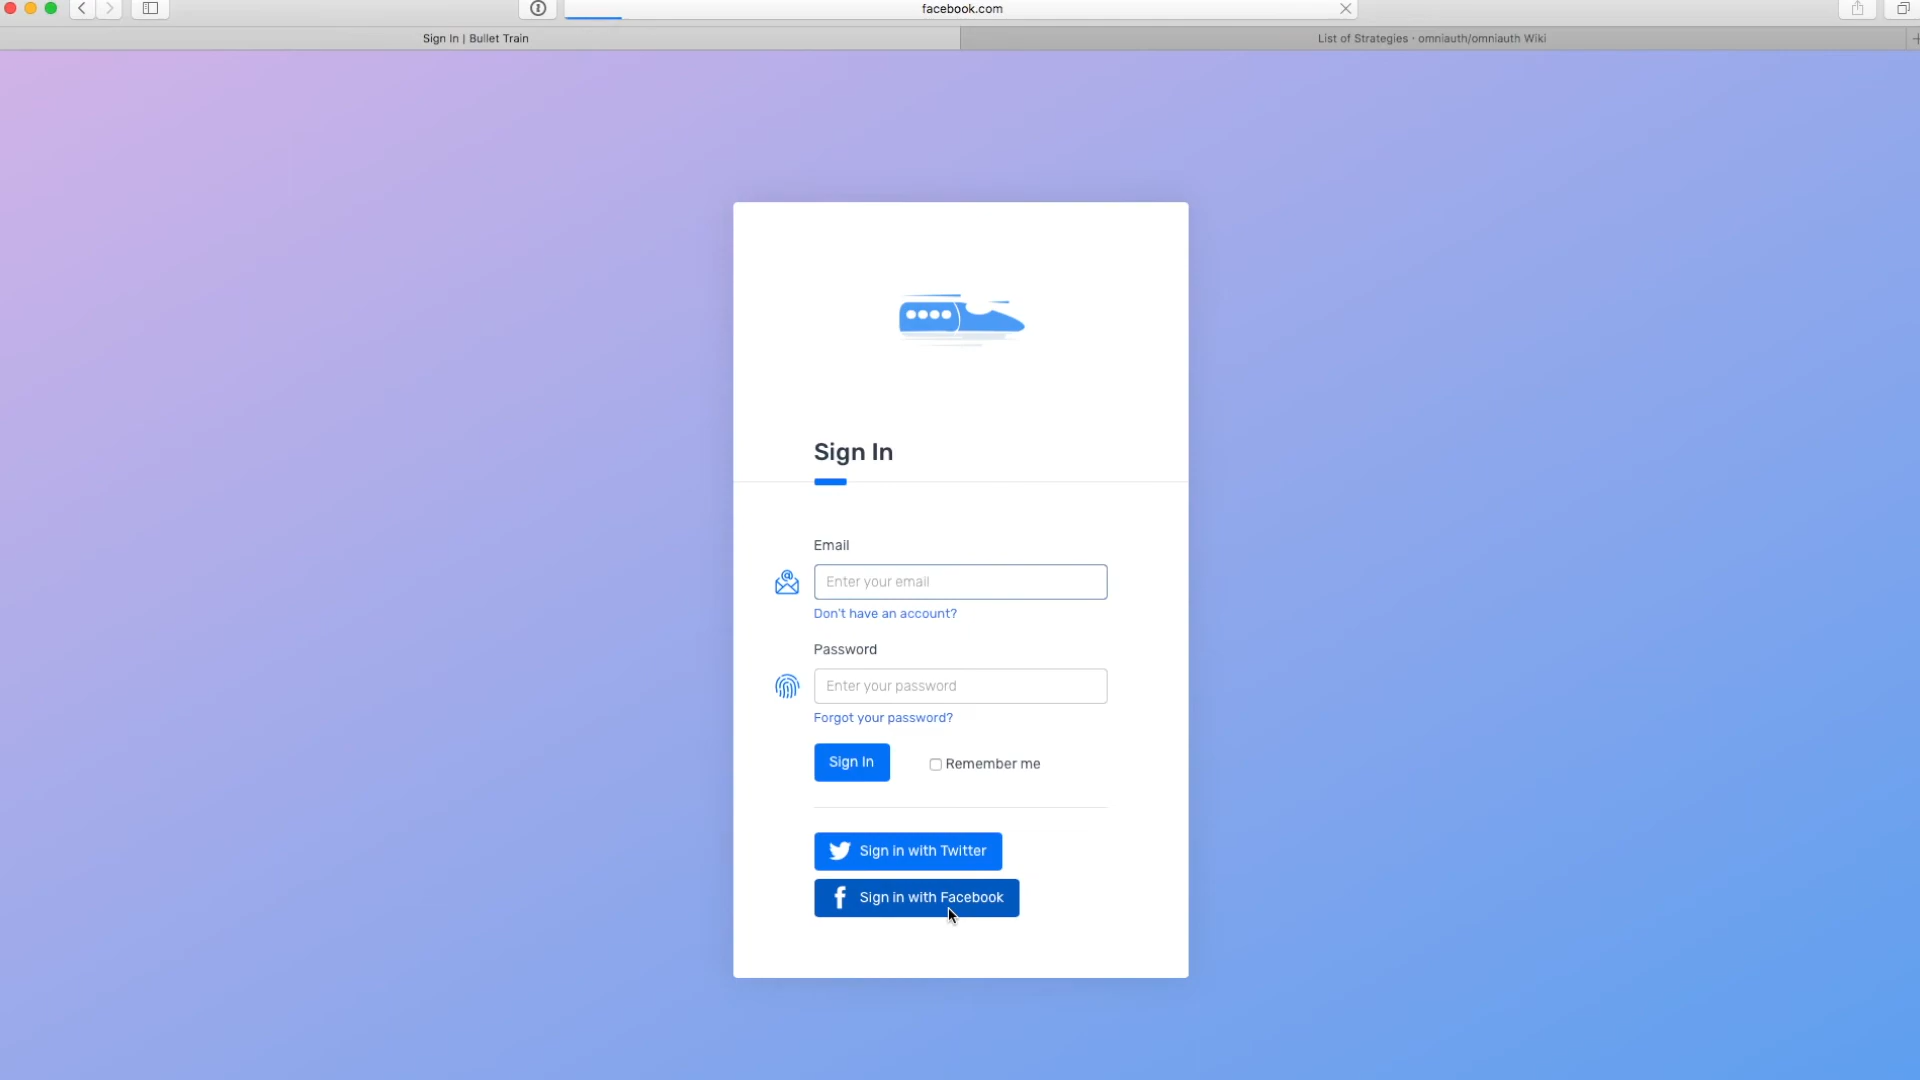 facebook.com
Sign In | Bullet Train
List of Strategies · omniauth/omniauth Wiki
Sign In
Email
Enter your email
Don't have an account?
Password
Enter your password
Forgot your password?
Sign In
Remember me
Sign in with Twitter
Sign in with Facebook